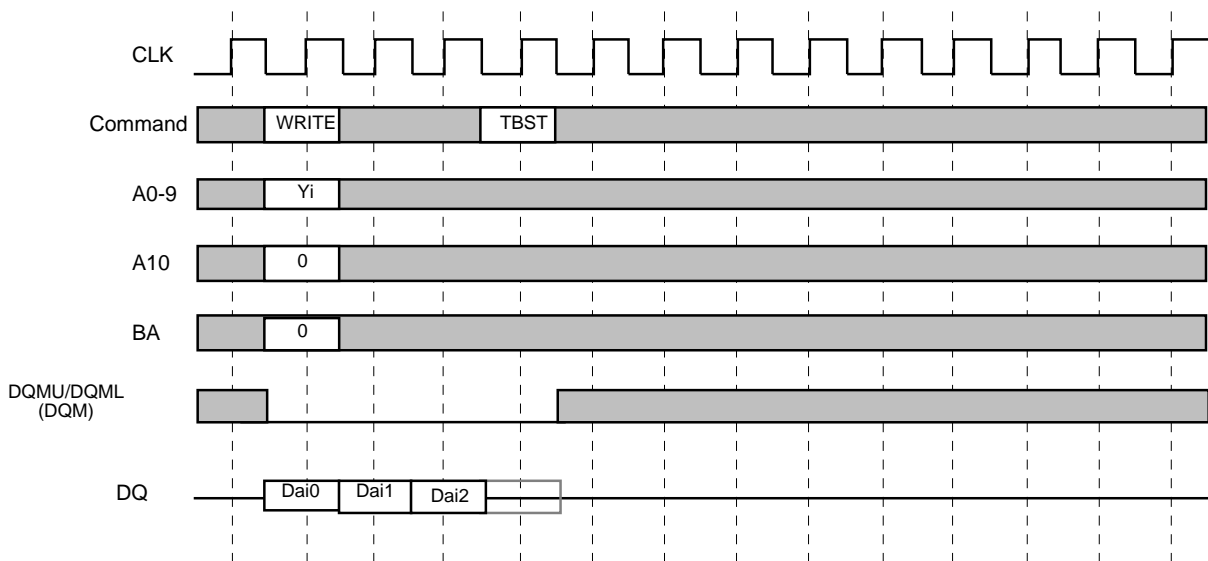 CLK
Command WRITE TBST
A0-9 Yi
A10 0
BA 0
DQMU/DQML
(DQM)
DQ Dai0 Dai1 Dai2